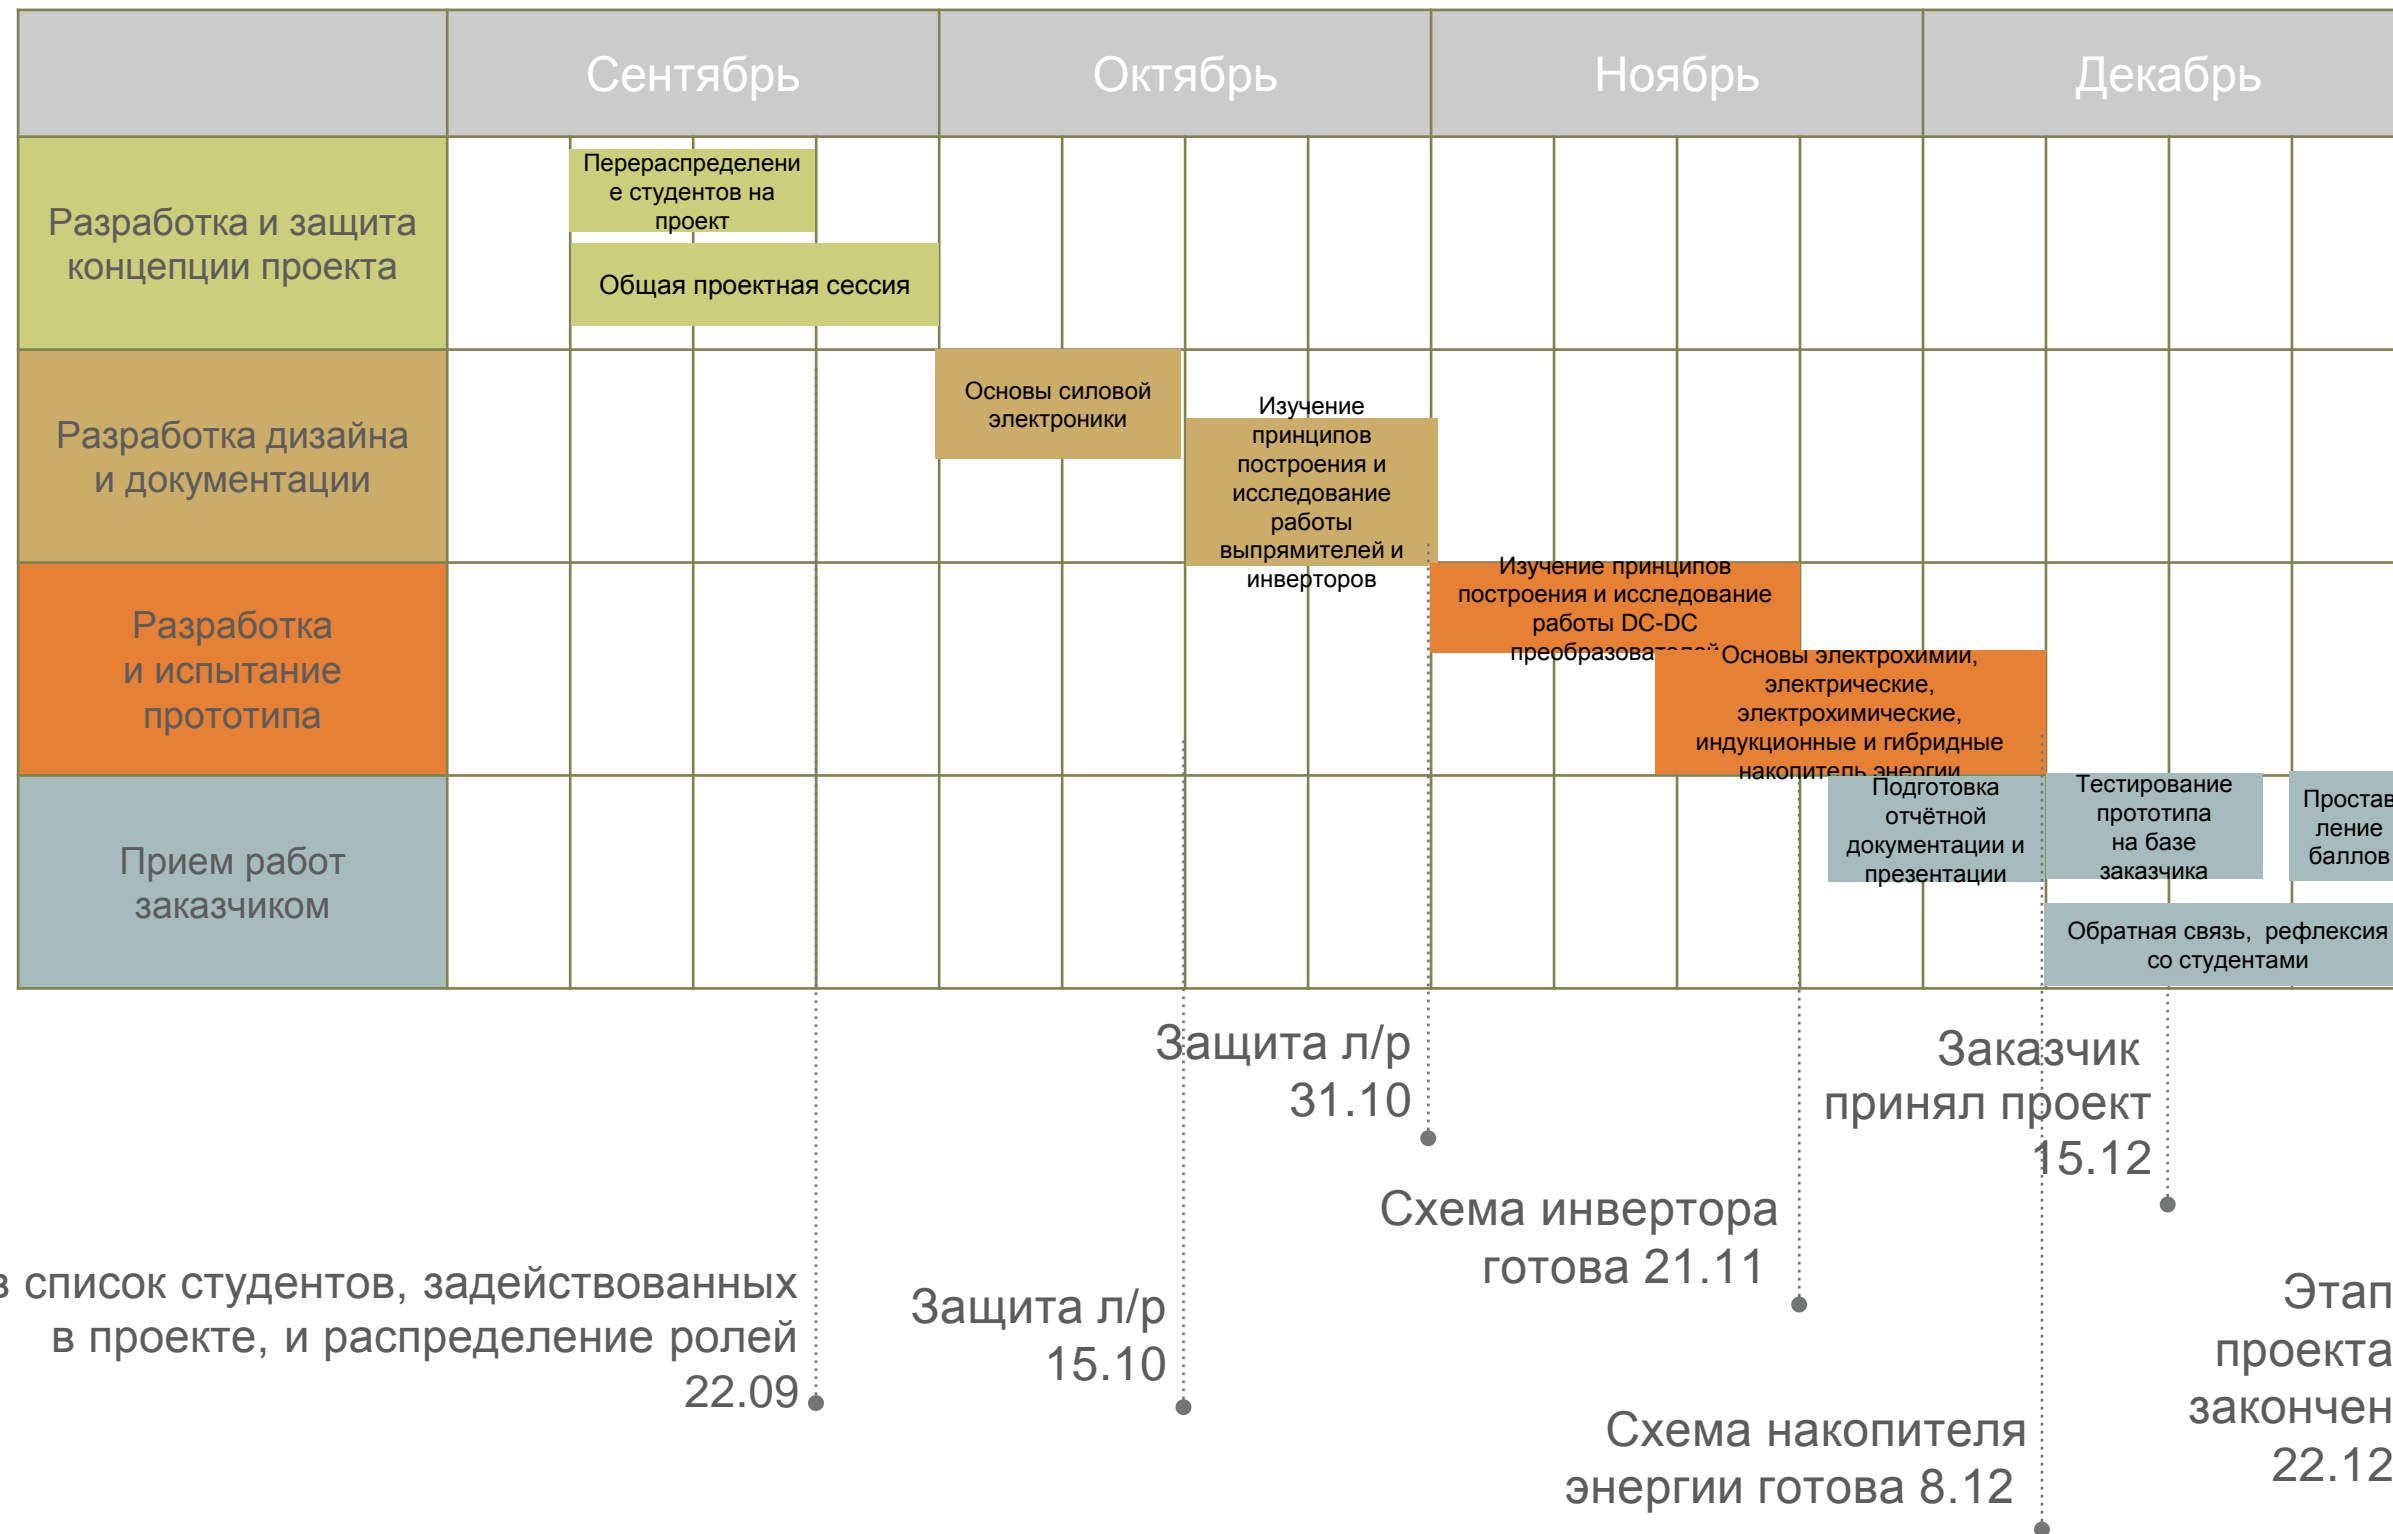 Сентябрь
Октябрь
Ноябрь
Декабрь
Разработка и защита
концепции проекта
Перераспределени
е студентов на
проект
Общая проектная сессия
Разработка дизайна
и документации
Основы силовой
электроники
Изучение
принципов
построения и
исследование
работы
выпрямителей и
инверторов
Разработка
и испытание
прототипа
Изучение принципов
построения и исследование
работы DC-DC
преобразователей
Основы электрохимии,
электрические,
электрохимические,
индукционные и гибридные
накопитель энергии
Прием работ
заказчиком
Подготовка
отчётной
документации и
презентации
Тестирование
прототипа
на базе
заказчика
Простав
ление
баллов
Обратная связь, рефлексия
со студентами
Защита л/р
31.10
Заказчик
принял проект
15.12
Схема инвертора
готова 21.11
в список студентов, задействованных
в проекте, и распределение ролей
22.09
Защита л/р
15.10
Этап
проекта
закончен
22.12
Схема накопителя
энергии готова 8.12